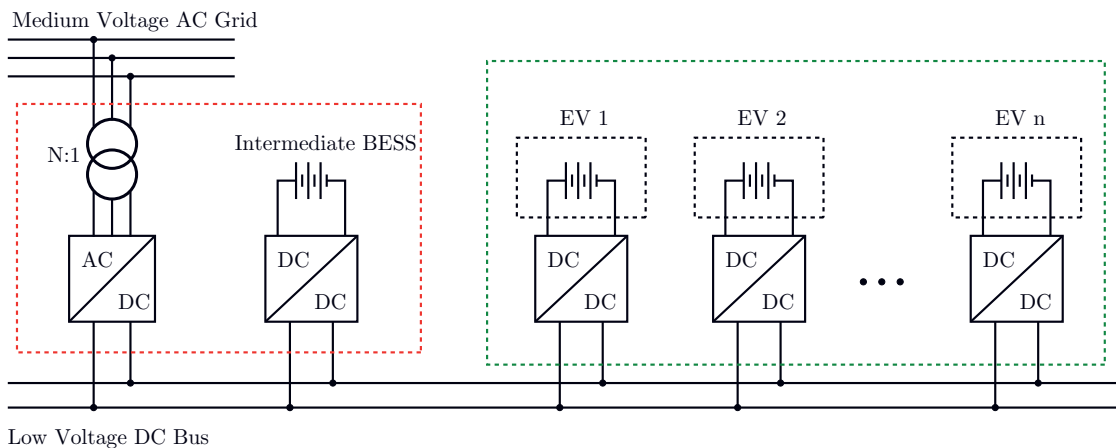 Medium Voltage AC Grid
N:1
Intermediate BESS
EV 1
EV 2
EV n
AC
DC
DC
DC
DC
DC
DC
DC
DC
DC
Low Voltage DC Bus